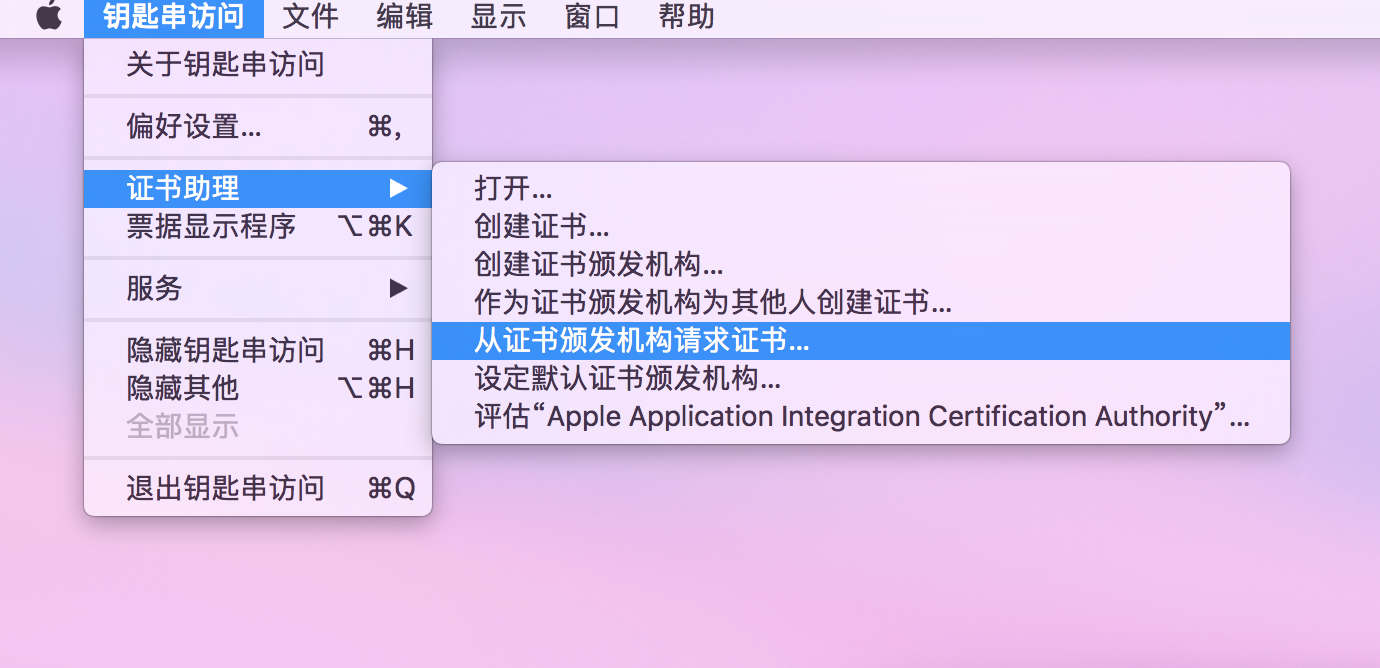 钥匙串访问 文件 编辑 显示 窗口 帮助
关于钥匙串访问
偏好设置... ⌘,
证书助理 ▶
票据显示程序 ⌥⌘K
服务 ▶
隐藏钥匙串访问 ⌘H
隐藏其他 ⌥⌘H
全部显示
退出钥匙串访问 ⌘Q
打开...
创建证书...
创建证书颁发机构...
作为证书颁发机构为其他人创建证书...
从证书颁发机构请求证书...
设定默认证书颁发机构...
评估“Apple Application Integration Certification Authority”...